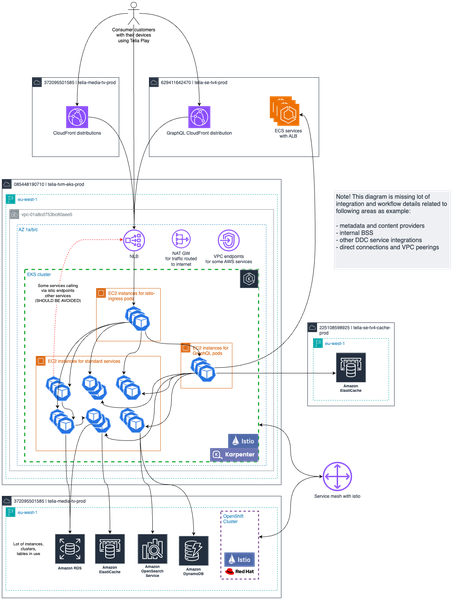 Consumer customers
with their devices
using Telia Play
372095501585 | telia-media-tv-prod
CloudFront distributions
629411642470 | telia-se-tv4-prod
GraphQL CloudFront distribution
ECS services
with ALB
085448190710 | telia-tvm-eks-prod
eu-west-1
AZ 1a/b/c
NLB
NAT GW
for traffic routed
to internet
VPC endpoints
for some AWS services
Note! This diagram is missing lot of
integration and workflow details related to
following areas as example:
- metadata and content providers
- internal BSS
- other DDC service integrations
- direct connections and VPC peerings
EKS cluster
Some services calling
via istio endpoints
other services
(SHOULD BE AVOIDED)
EC2 instances for istio-
ingress pods
EC2 instances for standard services
EC2 instances for
GraphQL pods
225108598925 | telia-se-tv4-cache-
prod
eu-west-1
Amazon
ElastiCache
Istio
Karpenter
Service mesh with Istio
372095501585 | telia-media-tv-prod
eu-west-1
Lot of instances,
clusters,
tables in use
Amazon RDS
Amazon
ElastiCache
Amazon
OpenSearch
Service
Amazon
DynamoDB
OpenShift
Cluster
Istio
Red Hat